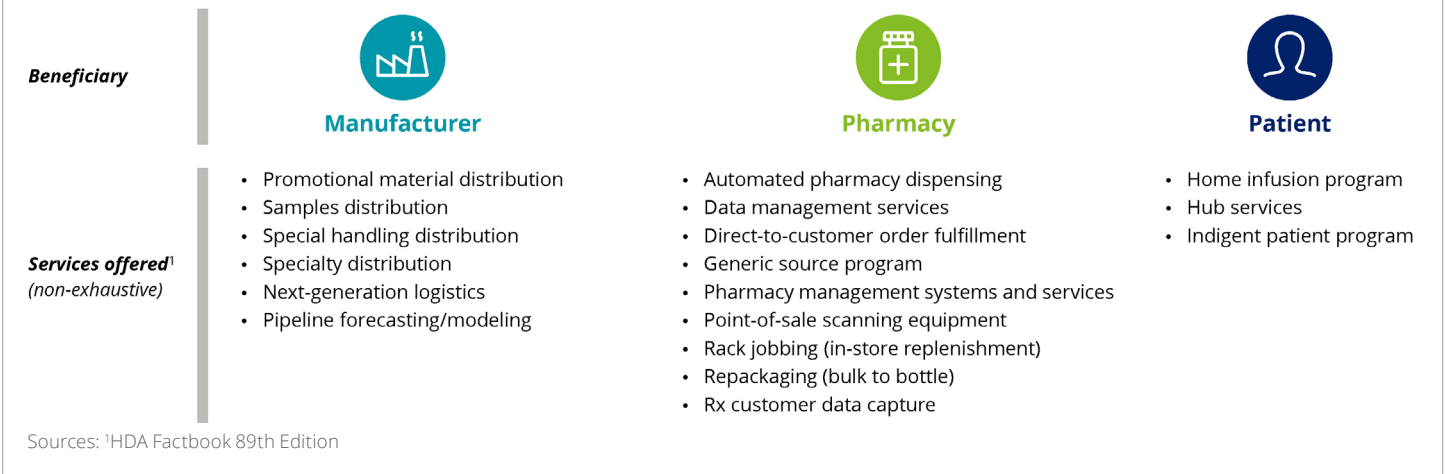 Beneficiary
Manufacturer
Pharmacy
Patient
Services offered¹
(non-exhaustive)
• Promotional material distribution
• Samples distribution
• Special handling distribution
• Specialty distribution
• Next-generation logistics
• Pipeline forecasting/modeling
• Automated pharmacy dispensing
• Data management services
• Direct-to-customer order fulfillment
• Generic source program
• Pharmacy management systems and services
• Point-of-sale scanning equipment
• Rack jobbing (in-store replenishment)
• Repackaging (bulk to bottle)
• Rx customer data capture
• Home infusion program
• Hub services
• Indigent patient program
Sources: ¹HDA Factbook 89th Edition